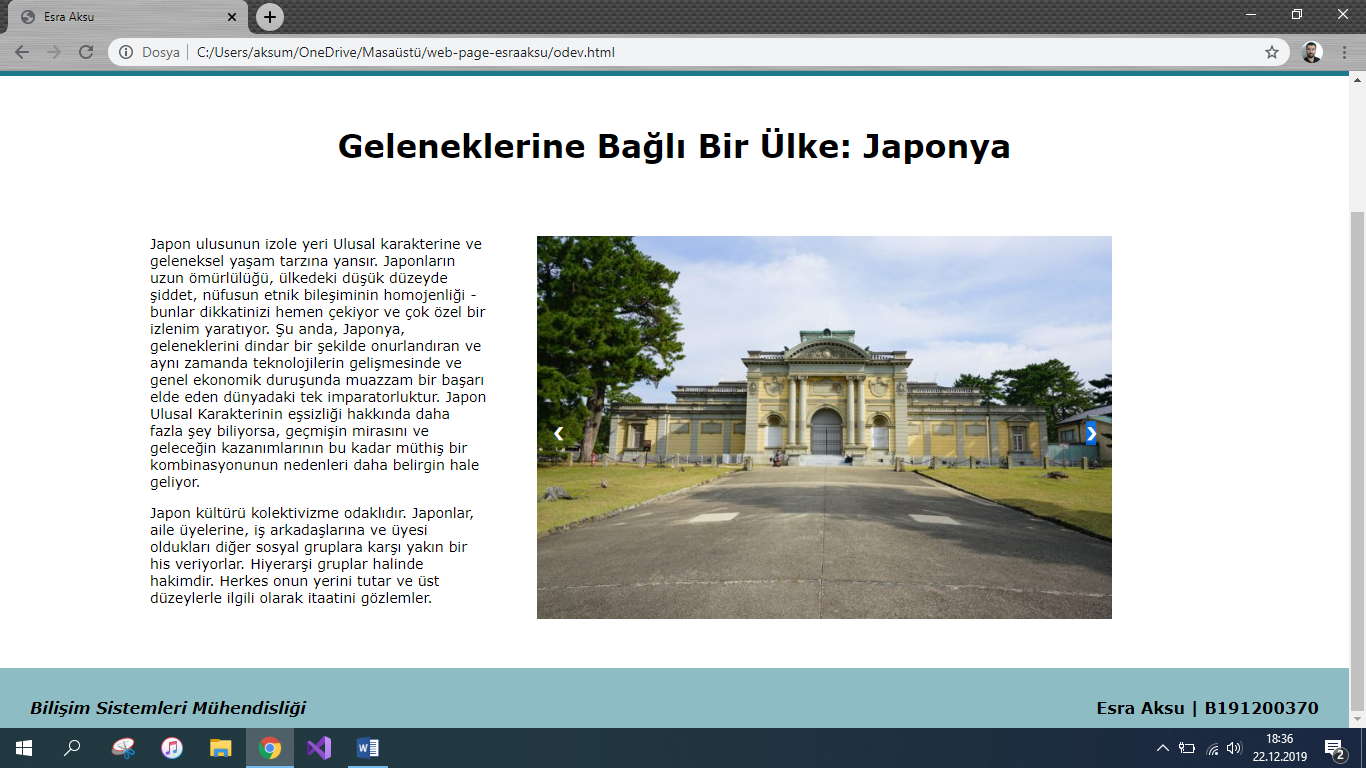 Esra Aksu
Dosya
C:/Users/aksum/OneDrive/Masaüstü/web-page-esraaksu/odev.html
Geleneklerine Bağlı Bir Ülke: Japonya
Japon ulusunun izole yeri Ulusal karakterine ve
geleneksel yaşam tarzına yansır. Japonların
uzun ömürlülüğü, ülkedeki düşük düzeyde
şiddet, nüfusun etnik bileşiminin homojenliği -
bunlar dikkatinizi hemen çekiyor ve çok özel bir
izlenim yaratıyor. Şu anda, Japonya,
geleneklerini dindar bir şekilde onurlandıran ve
aynı zamanda teknolojilerin gelişmesinde ve
genel ekonomik duruşunda muazzam bir başarı
elde eden dünyadaki tek imparatorluktur. Japon
Ulusal Karakterinin eşsizliği hakkında daha
fazla şey biliyorsa, geçmişin mirasını ve
geleceğin kazanımlarının bu kadar müthiş bir
kombinasyonunun nedenleri daha belirgin hale
geliyor.
Japon kültürü kolektivizme odaklıdır. Japonlar,
aile üyelerine, iş arkadaşlarına ve üyesi
oldukları diğer sosyal gruplara karşı yakın bir
his veriyorlar. Hiyerarşi gruplar halinde
hakimdir. Herkes onun yerini tutar ve üst
düzeylerle ilgili olarak itaatini gözlemler.
Bilişim Sistemleri Mühendisliği
Esra Aksu | B191200370
18:36
22.12.2019
2